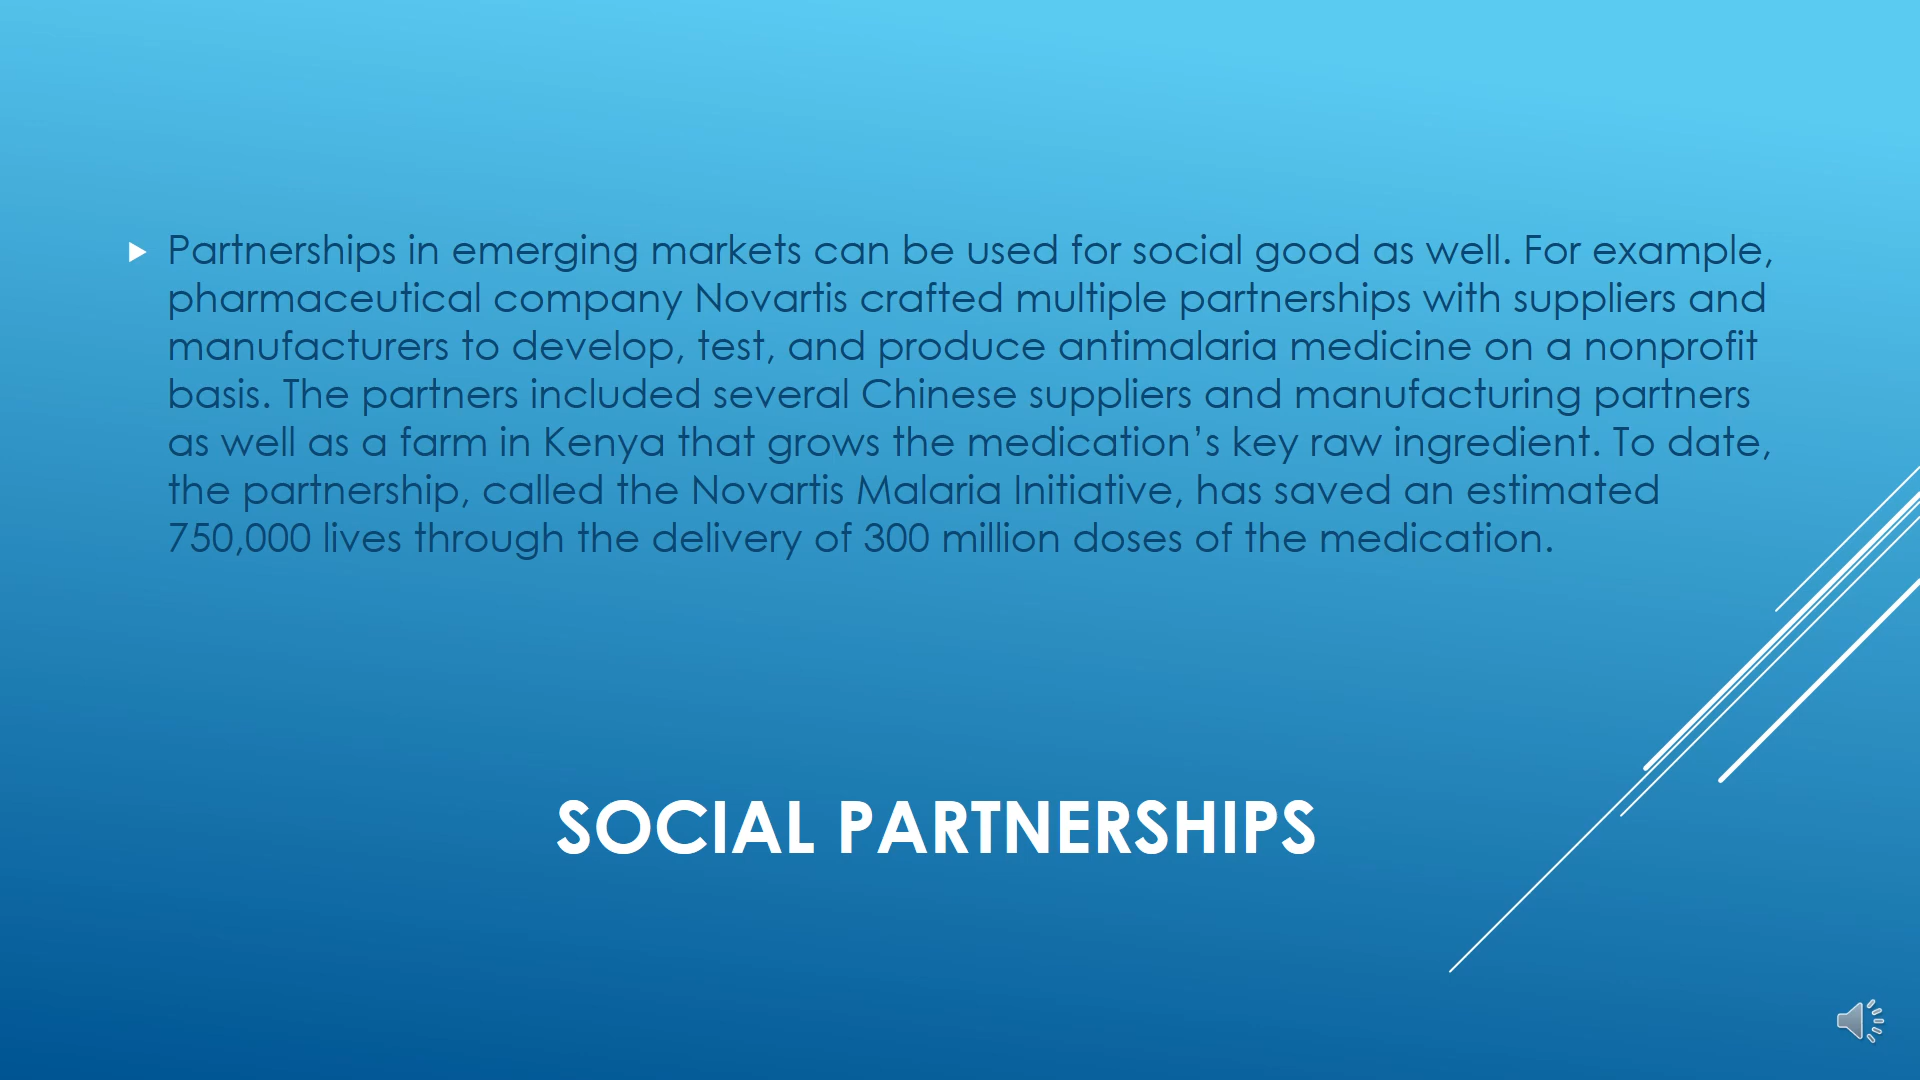 Partnerships in emerging markets can be used for social good as well. For example,
pharmaceutical company Novartis crafted multiple partnerships with suppliers and
manufacturers to develop, test, and produce antimalaria medicine on a nonprofit
basis. The partners included several Chinese suppliers and manufacturing partners
as well as a farm in Kenya that grows the medication’s key raw ingredient. To date,
the partnership, called the Novartis Malaria Initiative, has saved an estimated
750,000 lives through the delivery of 300 million doses of the medication.
SOCIAL PARTNERSHIPS